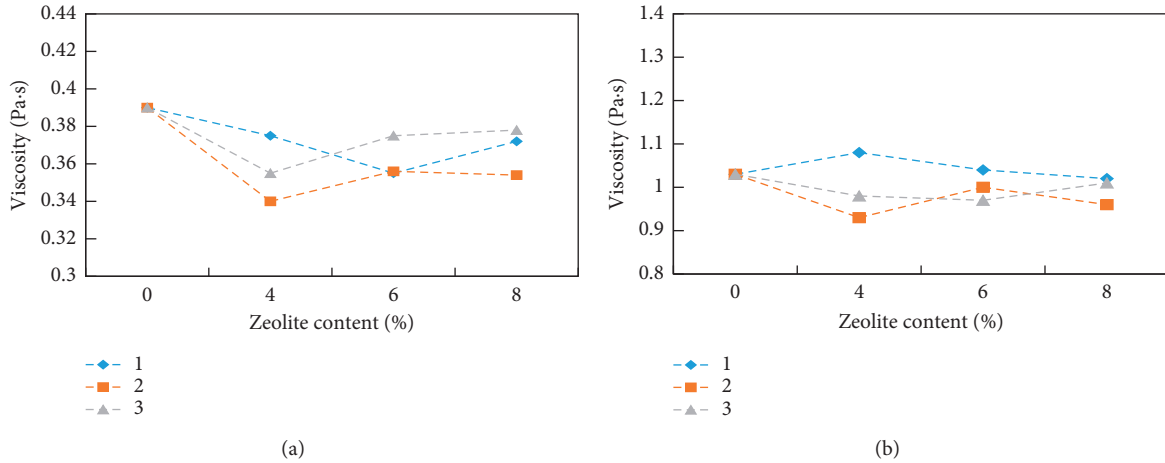 0.44
0.42
0.4
0.38
0.36
0.34
0.32
0.3
Viscosity (Pa·s)
0 4 6 8
Zeolite content (%)
1
2
3
(a)
1.4
1.3
1.2
1.1
1
0.9
0.8
Viscosity (Pa·s)
0 4 6 8
Zeolite content (%)
1
2
3
(b)